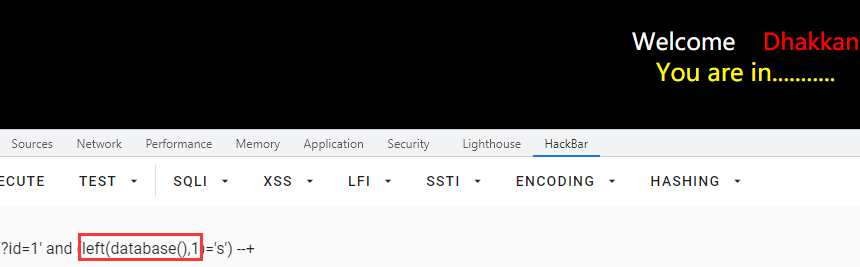 Welcome Dhakkan
You are in...........
Sources Network Performance Memory Application Security Lighthouse HackBar
ECUTE TEST SQLI XSS LFI SSTI ENCODING HASHING
?id=1' and (left(database(),1)='s') --+